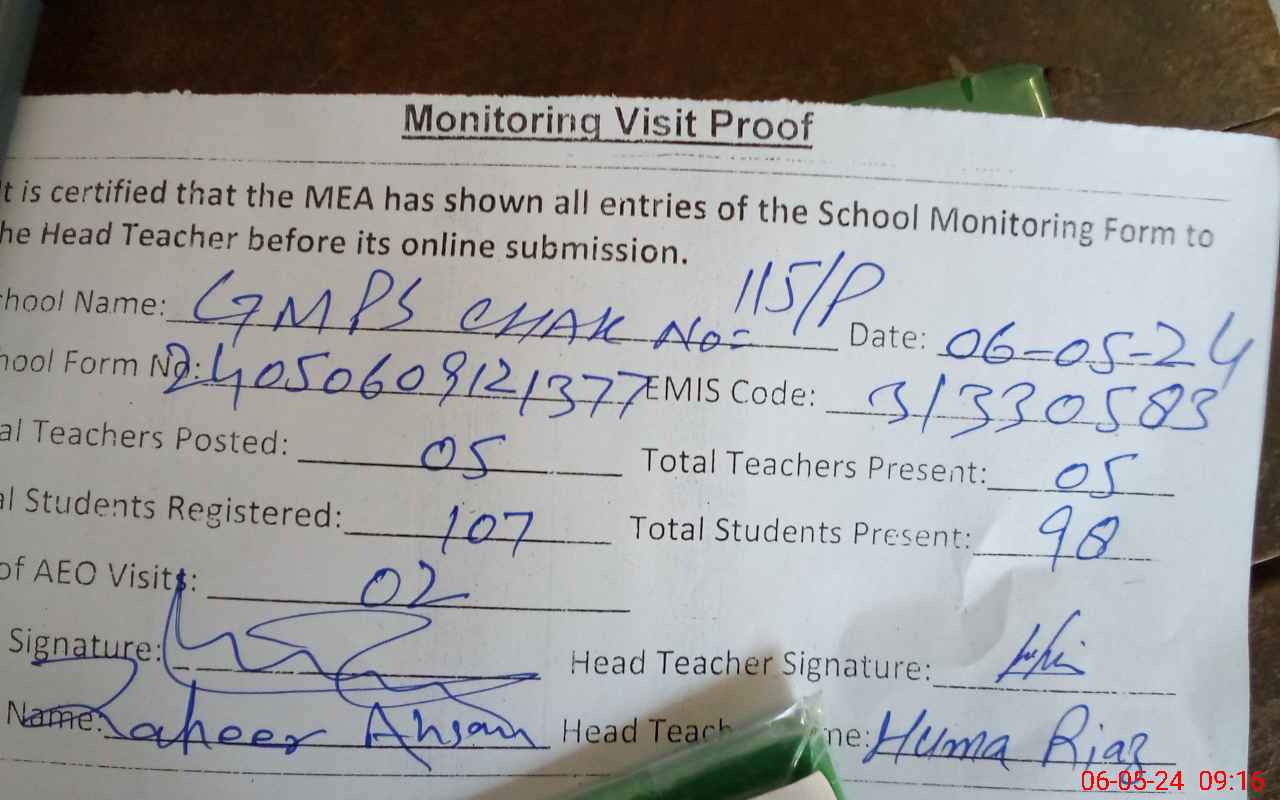 Monitoring Visit Proof
t is certified that the MEA has shown all entries of the School Monitoring Form to
he Head Teacher before its online submission.
chool Name: GMPS CHAK No= 115/P Date: 06-05-24
hool Form No: 24050609121377 EMIS Code: 31330583
al Teachers Posted: 05 Total Teachers Present: 05
al Students Registered: 107 Total Students Present: 98
of AEO Visits: 02
Signature: Head Teacher Signature:
Name: Zaheer Ahsan Head Teach me: Huma Riaz
06-05-24 09:16